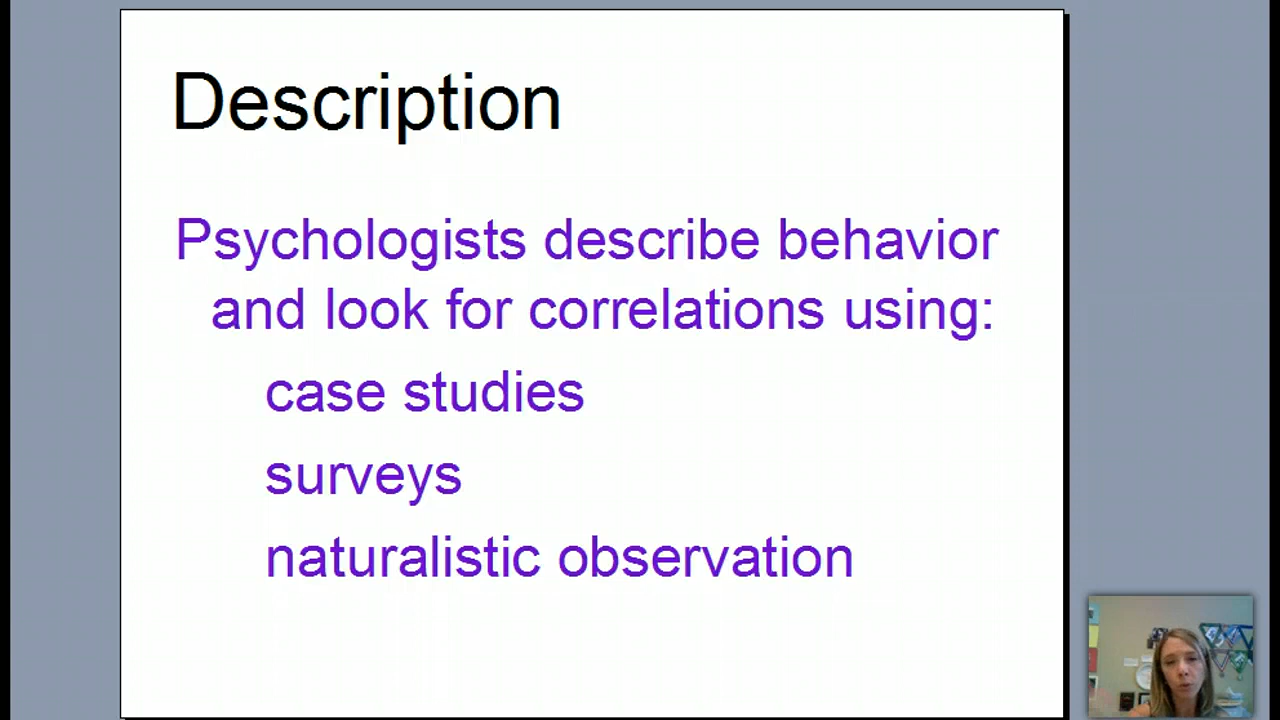 Description
Psychologists describe behavior
and look for correlations using:
case studies
surveys
naturalistic observation